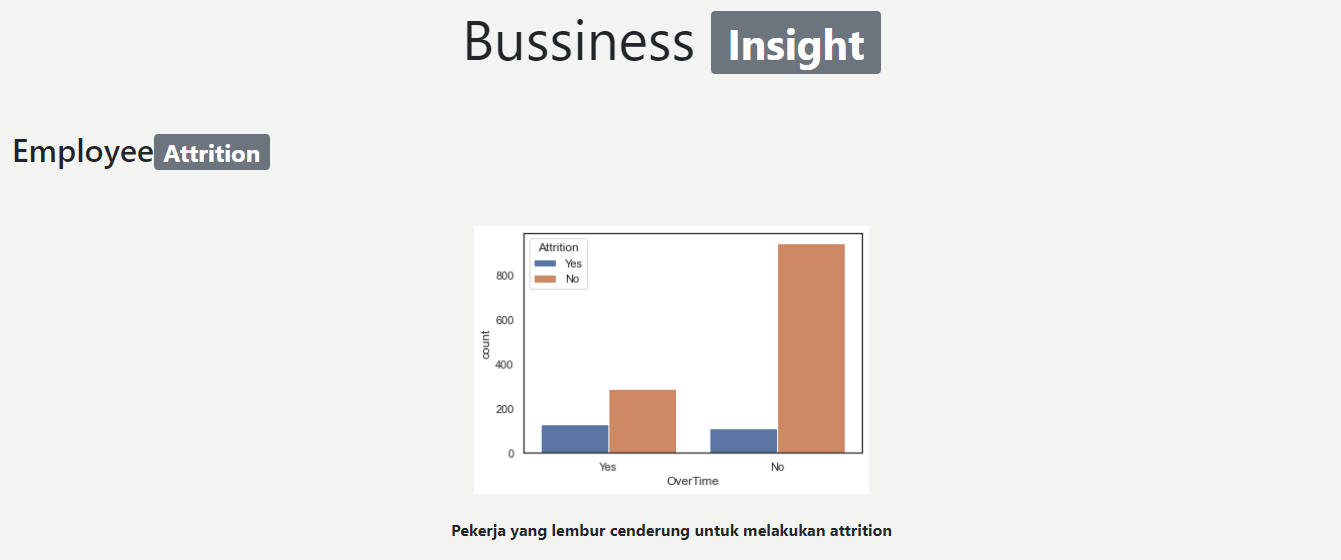 Bussiness Insight
Employee Attrition
Attrition
Yes
No
800
600
400
200
0
count
Yes No
OverTime
Pekerja yang lembur cenderung untuk melakukan attrition